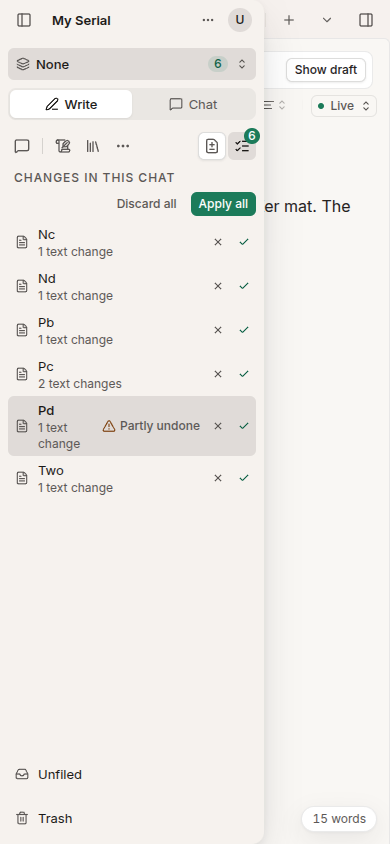 My Serial
U
None
6
Show draft
Write
Chat
Live
6
CHANGES IN THIS CHAT
Discard all
Apply all
er mat. The
Nc
1 text change
Nd
1 text change
Pb
1 text change
Pc
2 text changes
Pd
1 text
change
Partly undone
Two
1 text change
Unfiled
Trash
15 words